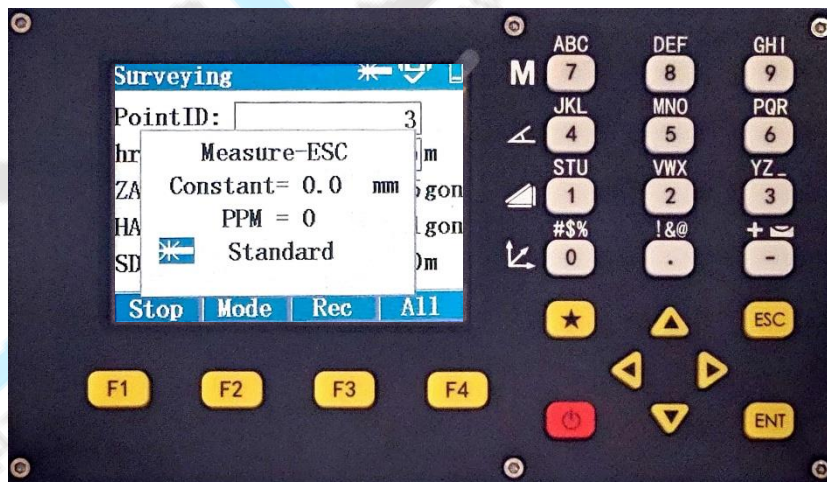 Surveying
PointID: 3
hr m
Measure-ESC
ZA gon
Constant= 0.0 mm
HA gon
PPM = 0
SD m
Standard
Stop Mode Rec All
F1 F2 F3 F4
M
ABC DEF GHI
7 8 9
JKL MNO PQR
4 5 6
STU VWX YZ_
1 2 3
#$% !&@ +
0 . -
★ ESC
ENT